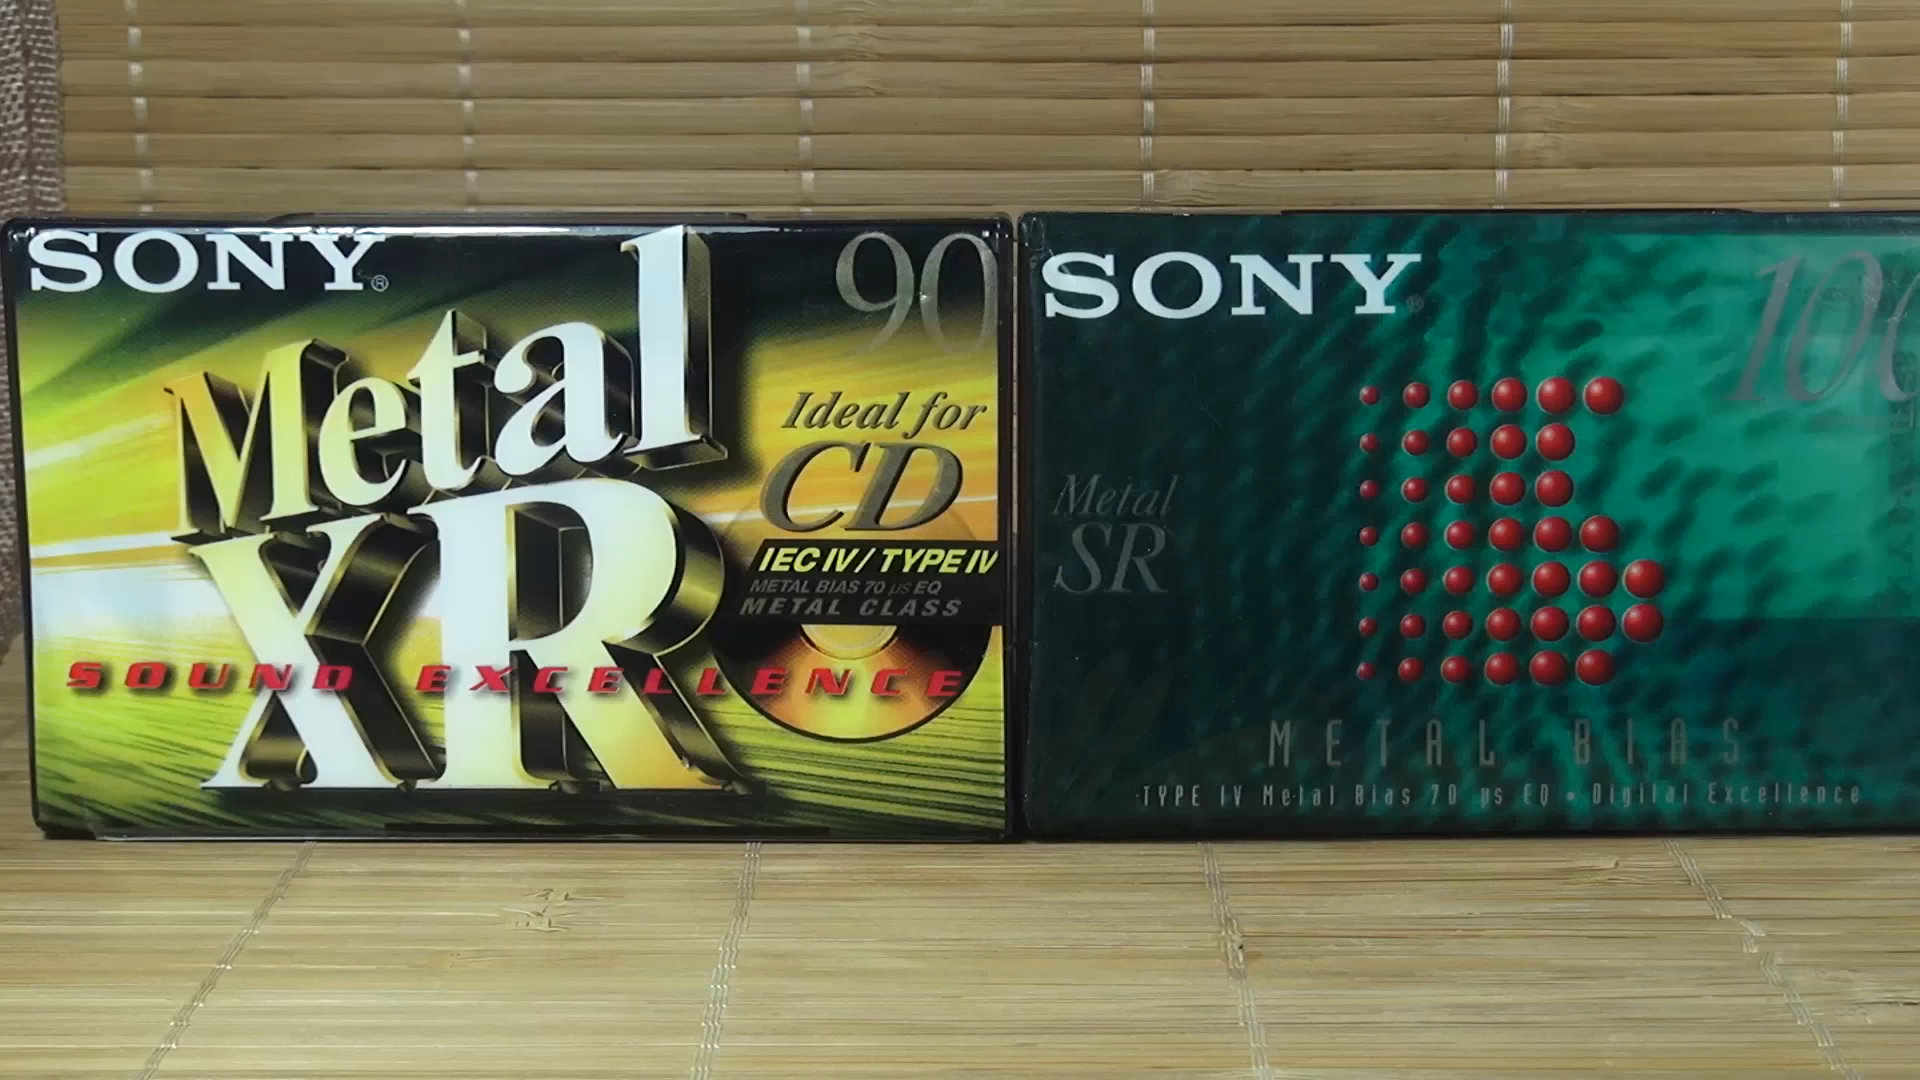 SONY®
90
Metal
XR
Ideal for
CD
IEC IV / TYPE IV
METAL BIAS 70 µs EQ
METAL CLASS
SOUND EXCELLENCE
SONY
100
Metal
SR
METAL BIAS
TYPE IV Metal Bias 70 µs EQ • Digital Excellence